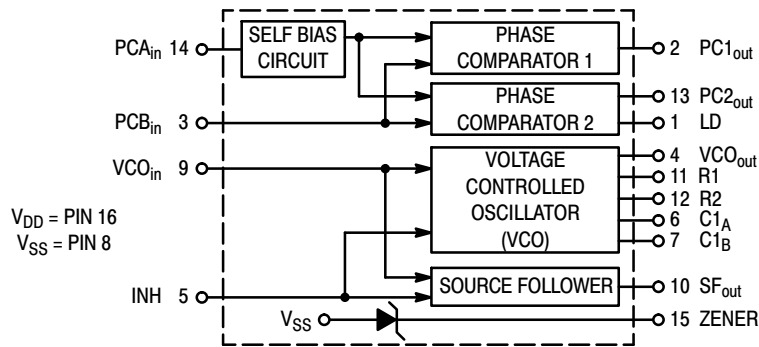 PCAin 14
SELF BIAS
CIRCUIT
PHASE
COMPARATOR 1
2 PC1out
PCBin 3
PHASE
COMPARATOR 2
13 PC2out
1 LD
VCOin 9
VOLTAGE
CONTROLLED
OSCILLATOR
(VCO)
4 VCOout
11 R1
12 R2
6 C1A
7 C1B
VDD = PIN 16
VSS = PIN 8
INH 5
SOURCE FOLLOWER
10 SFout
VSS
15 ZENER